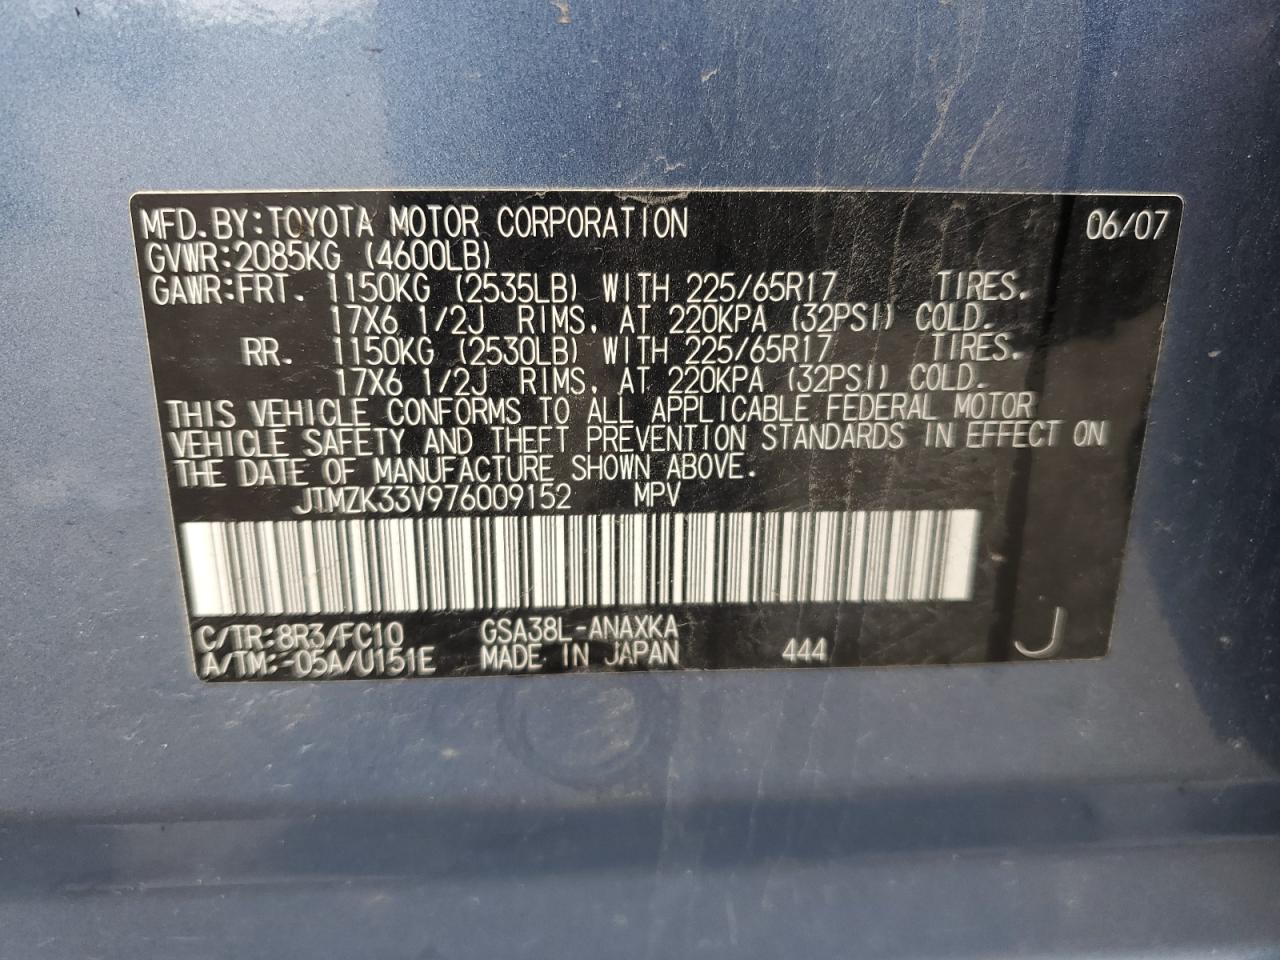 MFD. BY: TOYOTA MOTOR CORPORATION 06/07
GVWR: 2085KG (4600LB)
GAWR: FRT. 1150KG (2535LB) WITH 225/65R17 TIRES.
17X6 1/2J RIMS, AT 220KPA (32PSI) COLD.
RR. 1150KG (2530LB) WITH 225/65R17 TIRES.
17X6 1/2J RIMS, AT 220KPA (32PSI) COLD.
THIS VEHICLE CONFORMS TO ALL APPLICABLE FEDERAL MOTOR
VEHICLE SAFETY AND THEFT PREVENTION STANDARDS IN EFFECT ON
THE DATE OF MANUFACTURE SHOWN ABOVE.
JTMZK33V976009152 MPV
C/TR: 8R3/FC10 GSA38L-ANAXKA
A/TM: -05A/U151E MADE IN JAPAN 444 J